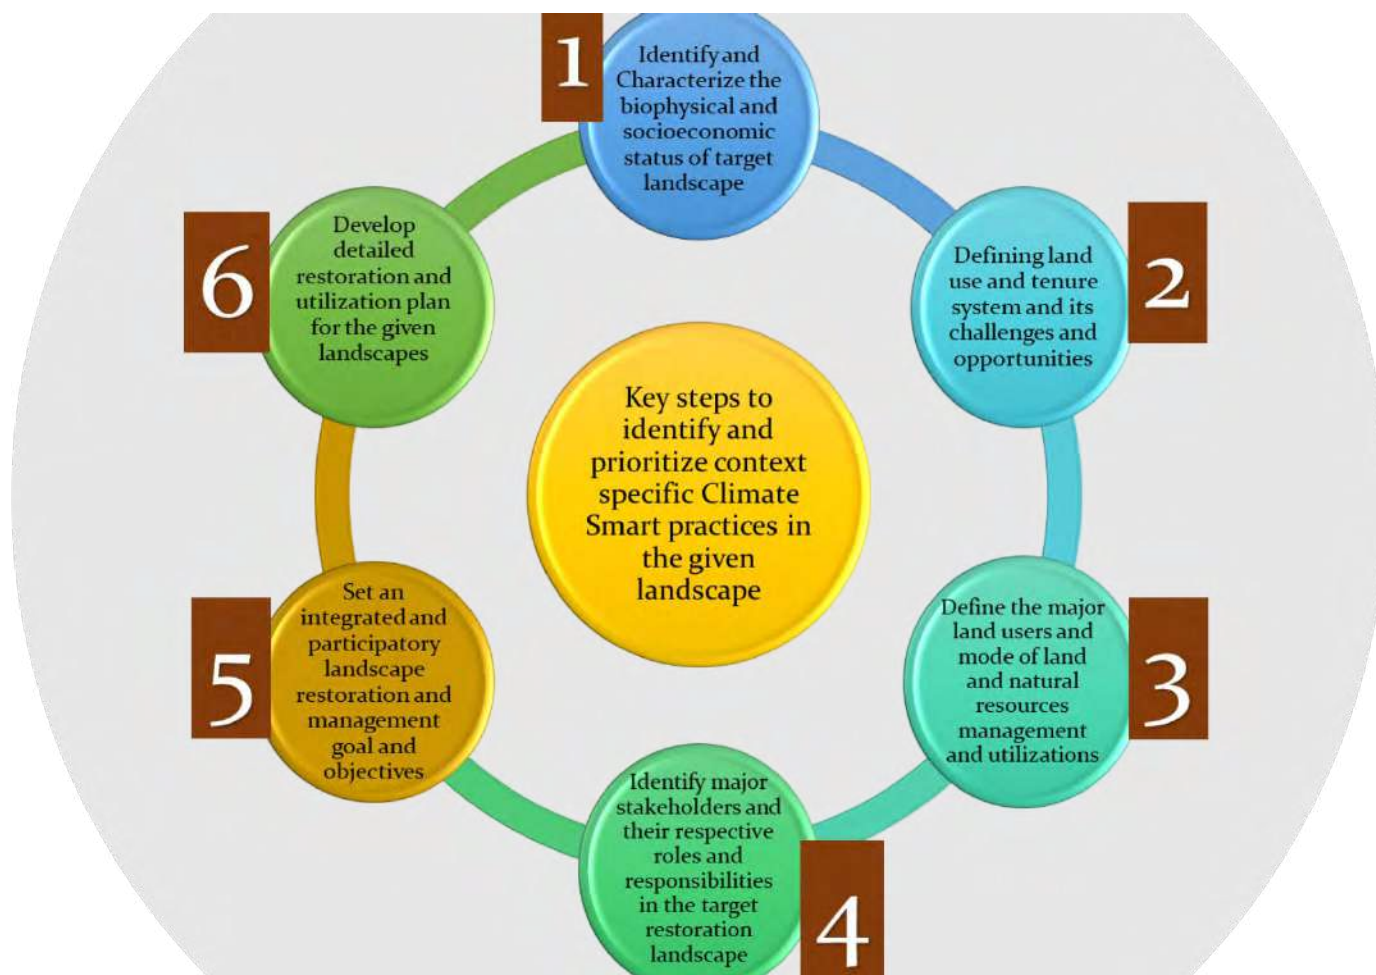 1
Identify and
Characterize the
biophysical and
socioeconomic
status of target
landscape
2
Defining land
use and tenure
system and its
challenges and
opportunities
3
Define the major
land users and
mode of land
and natural
resources
management
and utilizations
4
Identify major
stakeholders and
their respective
roles and
responsibilities
in the target
restoration
landscape
5
Set an
integrated and
participatory
landscape
restoration and
management
goal and
objectives
6
Develop
detailed
restoration and
utilization plan
for the given
landscapes
Key steps to
identify and
prioritize context
specific Climate
Smart practices in
the given
landscape